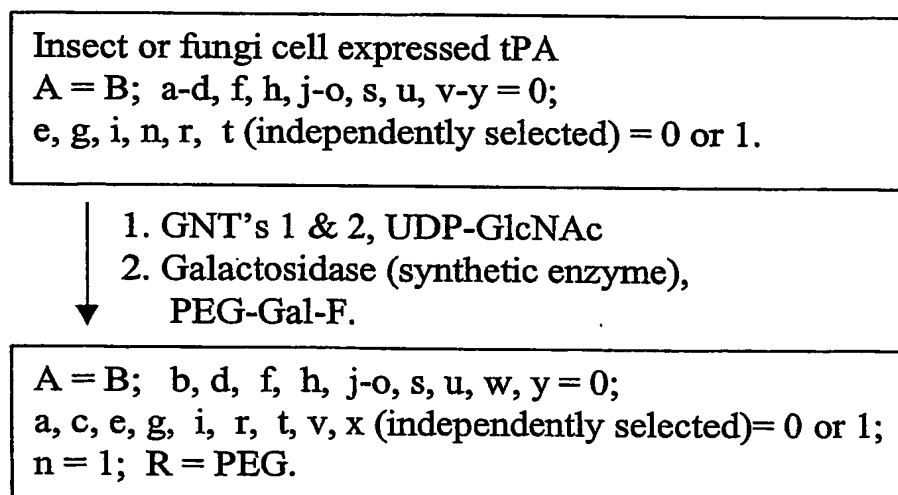 Insect or fungi cell expressed tPA
A = B; a-d, f, h, j-o, s, u, v-y = 0;
e, g, i, n, r, t (independently selected) = 0 or 1.
1. GNT's 1 & 2, UDP-GlcNAc
2. Galactosidase (synthetic enzyme),
PEG-Gal-F.
A = B; b, d, f, h, j-o, s, u, w, y = 0;
a, c, e, g, i, r, t, v, x (independently selected)= 0 or 1;
n = 1; R = PEG.